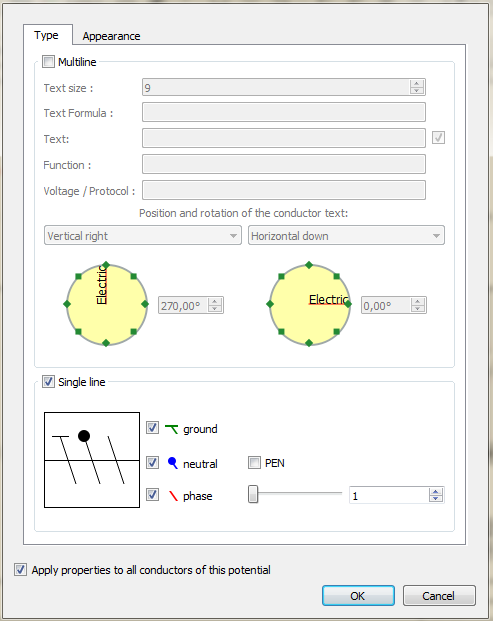 Type Appearance
Multiline
Text size : 9
Text Formula :
Text:
Function :
Voltage / Protocol :
Position and rotation of the conductor text:
Vertical right Horizontal down
Electric 270,00° Electric 0,00°
Single line
ground
neutral PEN
phase 1
Apply properties to all conductors of this potential
OK Cancel